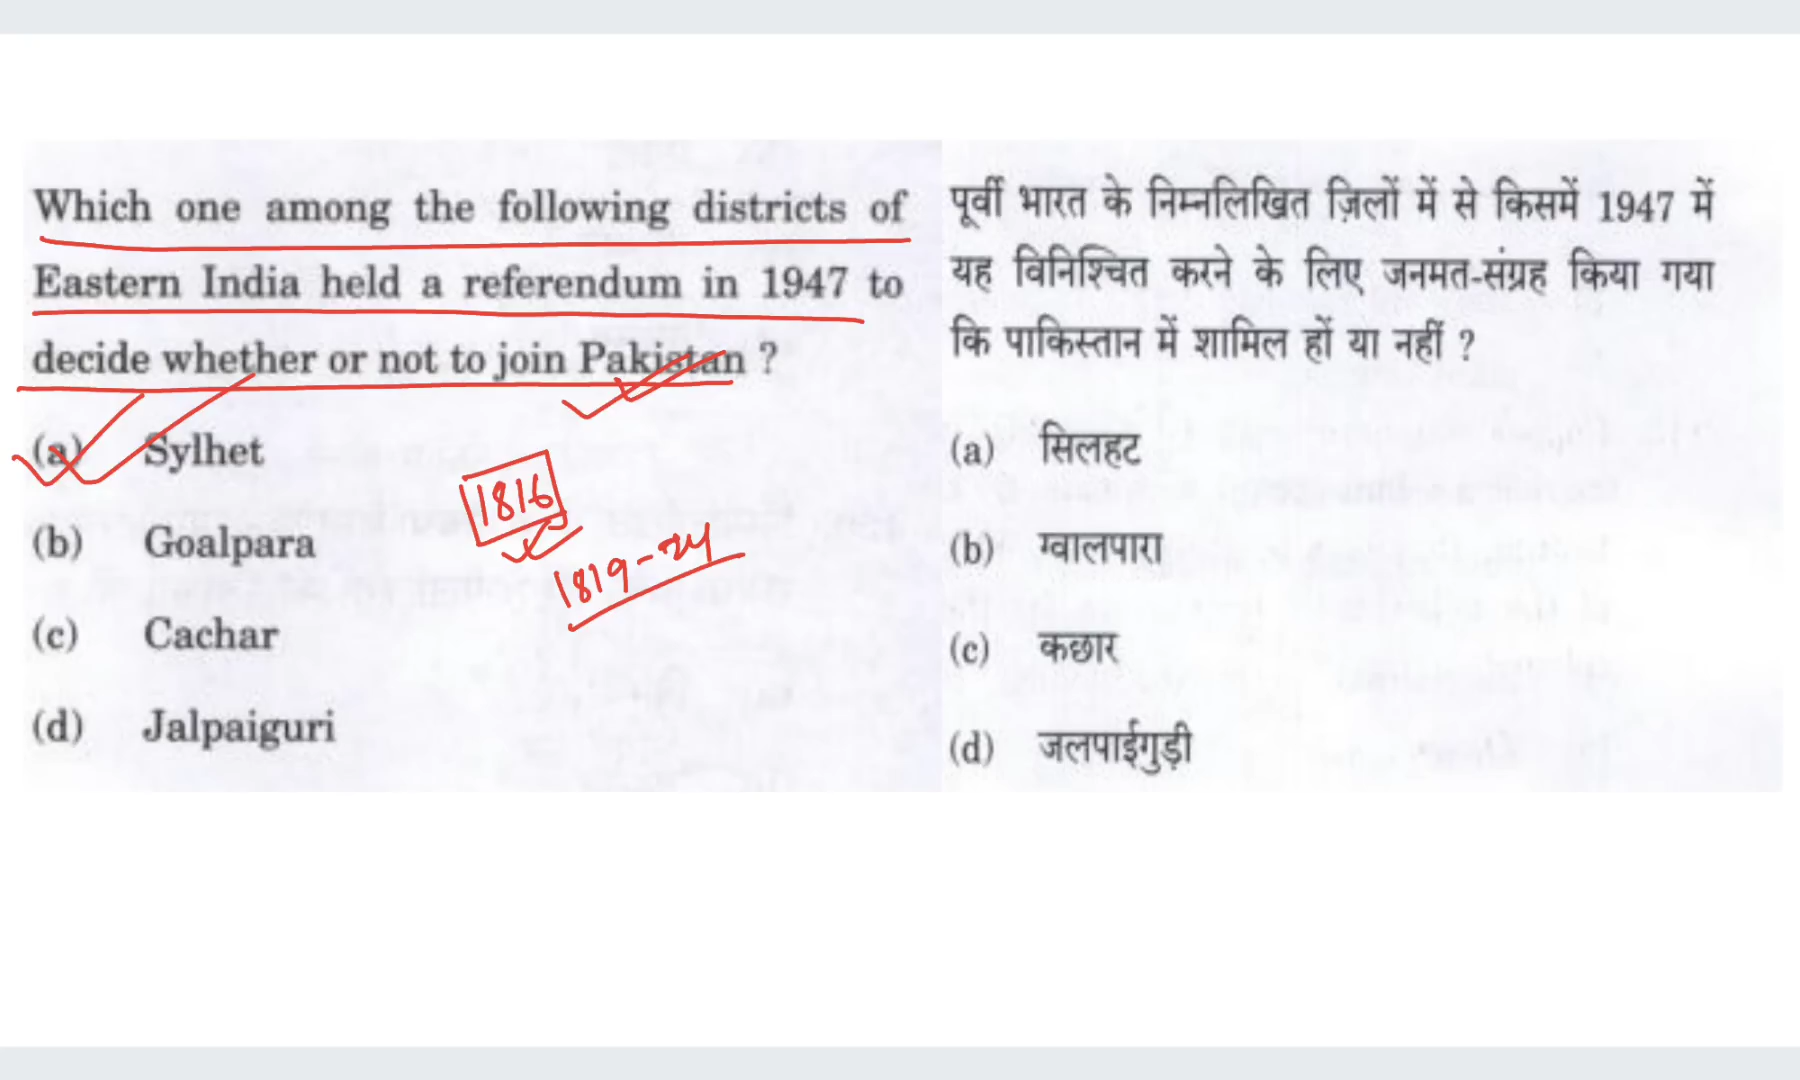 Which one among the following districts of
Eastern India held a referendum in 1947 to
decide whether or not to join Pakistan ?
(a) Sylhet
(b) Goalpara
(c) Cachar
(d) Jalpaiguri
1816
1819-24
पूर्वी भारत के निम्नलिखित ज़िलों में से किसमें 1947 में
यह विनिश्चित करने के लिए जनमत-संग्रह किया गया
कि पाकिस्तान में शामिल हों या नहीं ?
(a) सिलहट
(b) ग्वालपारा
(c) कछार
(d) जलपाईगुड़ी